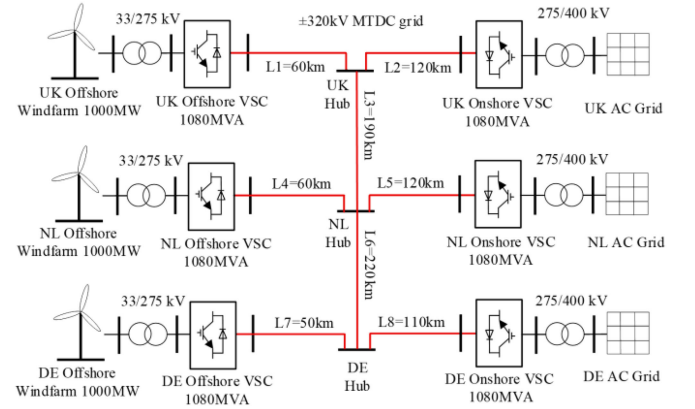 33/275 kV
±320kV MTDC grid
275/400 kV
L1=60km
L2=120km
UK Offshore
Windfarm 1000MW
UK Offshore VSC
1080MVA
UK
Hub
L3=190km
UK Onshore VSC
1080MVA
UK AC Grid
33/275 kV
275/400 kV
L4=60km
L5=120km
NL Offshore
Windfarm 1000MW
NL Offshore VSC
1080MVA
NL
Hub
L6=220km
NL Onshore VSC
1080MVA
NL AC Grid
33/275 kV
275/400 kV
L7=50km
L8=110km
DE Offshore
Windfarm 1000MW
DE Offshore VSC
1080MVA
DE
Hub
DE Onshore VSC
1080MVA
DE AC Grid